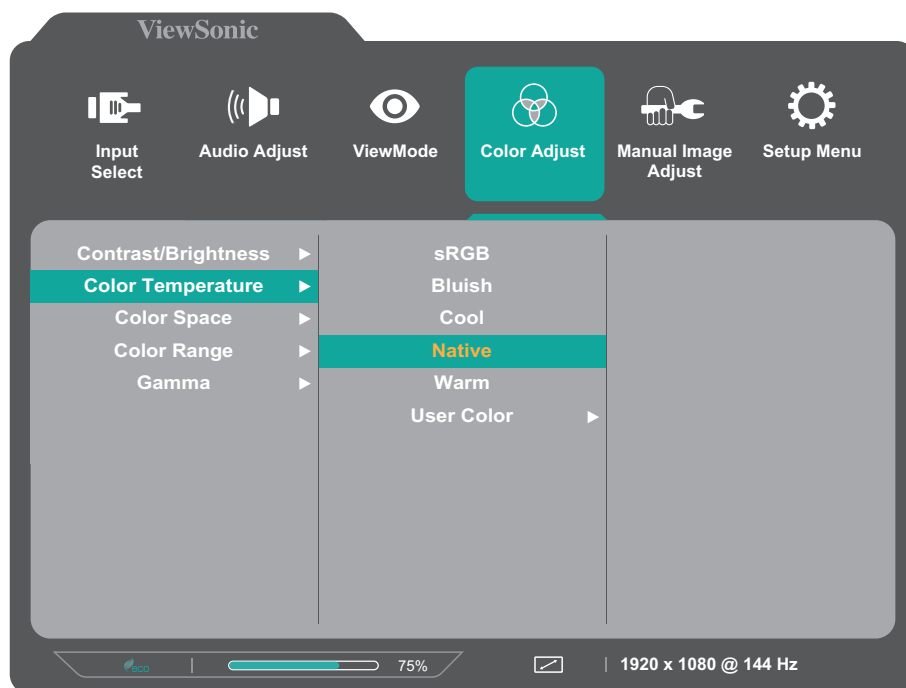 ViewSonic
Input
Select
Audio Adjust
ViewMode
Color Adjust
Manual Image
Adjust
Setup Menu
Contrast/Brightness
Color Temperature
Color Space
Color Range
Gamma
sRGB
Bluish
Cool
Native
Warm
User Color
eco
75%
1920 x 1080 @ 144 Hz